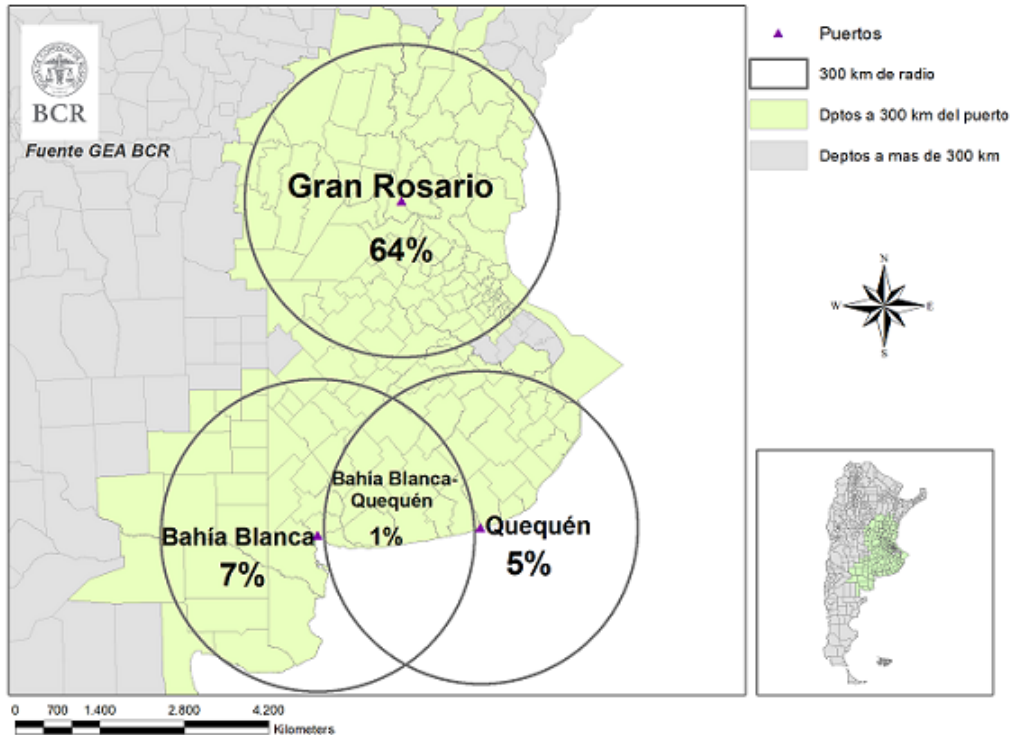 BCR
Fuente GEA BCR
Gran Rosario
64%
Bahía Blanca-
Quequén
1%
Bahía Blanca
7%
Quequén
5%
Puertos
300 km de radio
Dptos a 300 km del puerto
Deptos a mas de 300 km
N
W
E
S
0 700 1.400 2.800 4.200
Kilometers